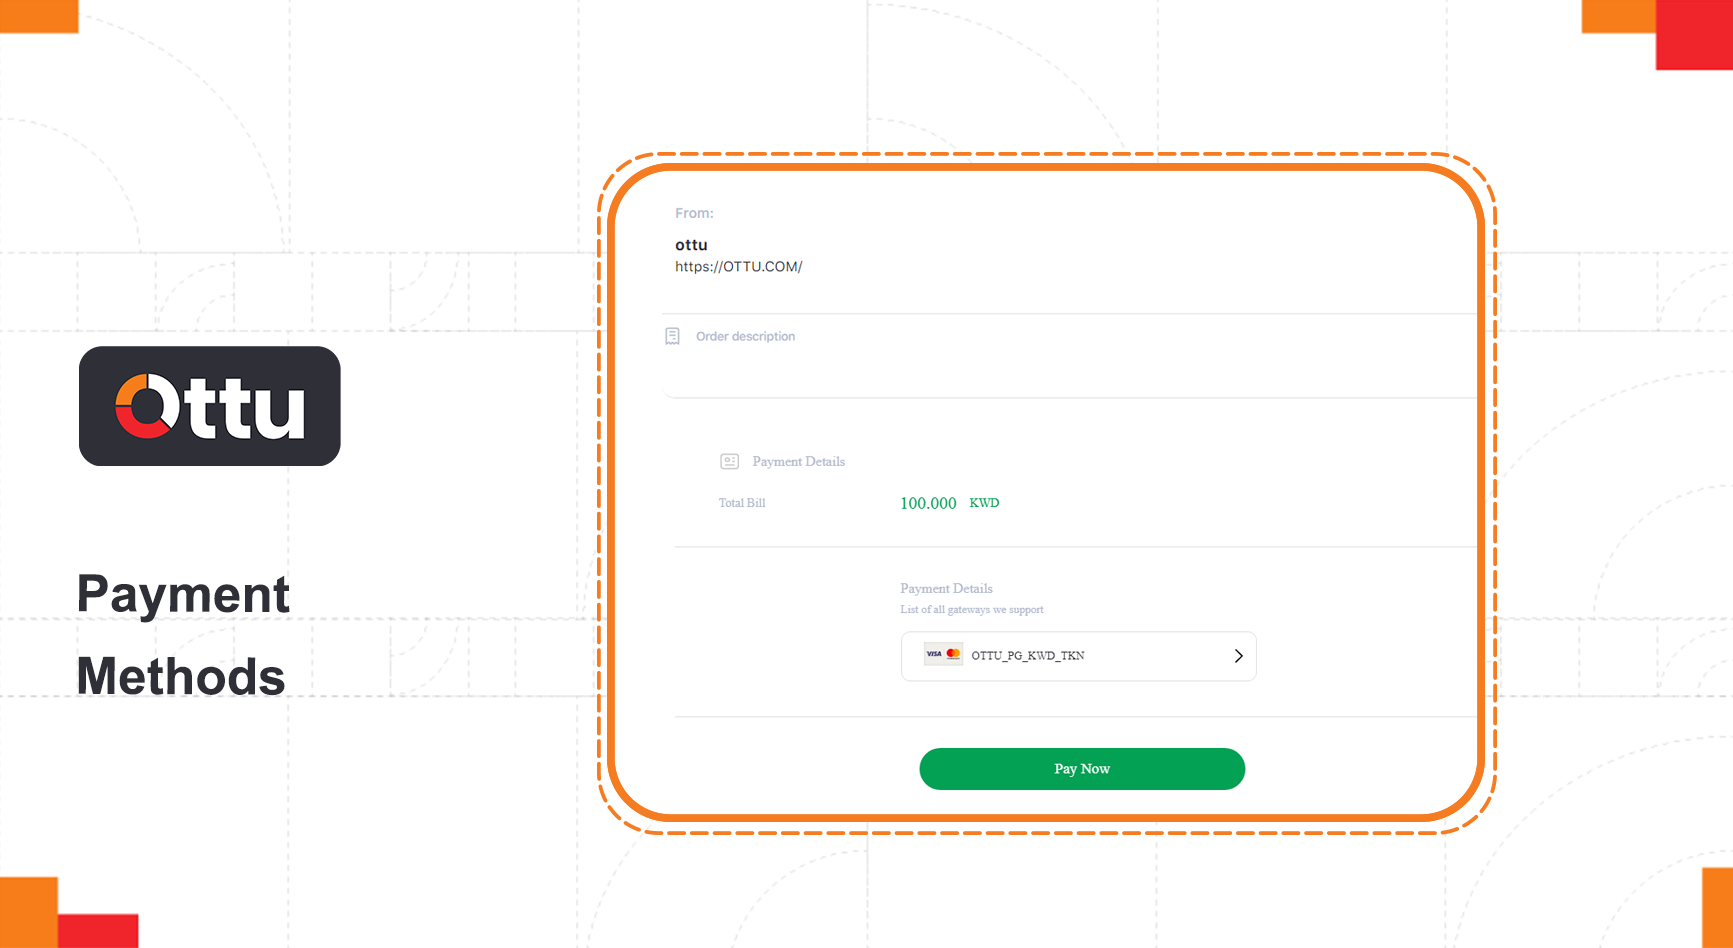 Ottu
Payment
Methods
From:
ottu
https://OTTU.COM/
Order description
Payment Details
Total Bill 100.000 KWD
Payment Details
List of all gateways we support
VISA OTTU_PG_KWD_TKN
Pay Now